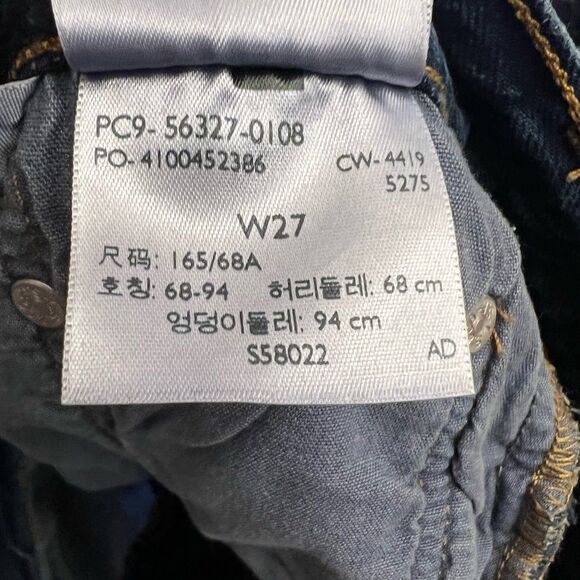 PC9- 56327-0108
PO- 4100452386 CW- 4419
5275
W27
尺码: 165/68A
호칭: 68-94 허리둘레: 68 cm
엉덩이둘레: 94 cm
S58022 AD